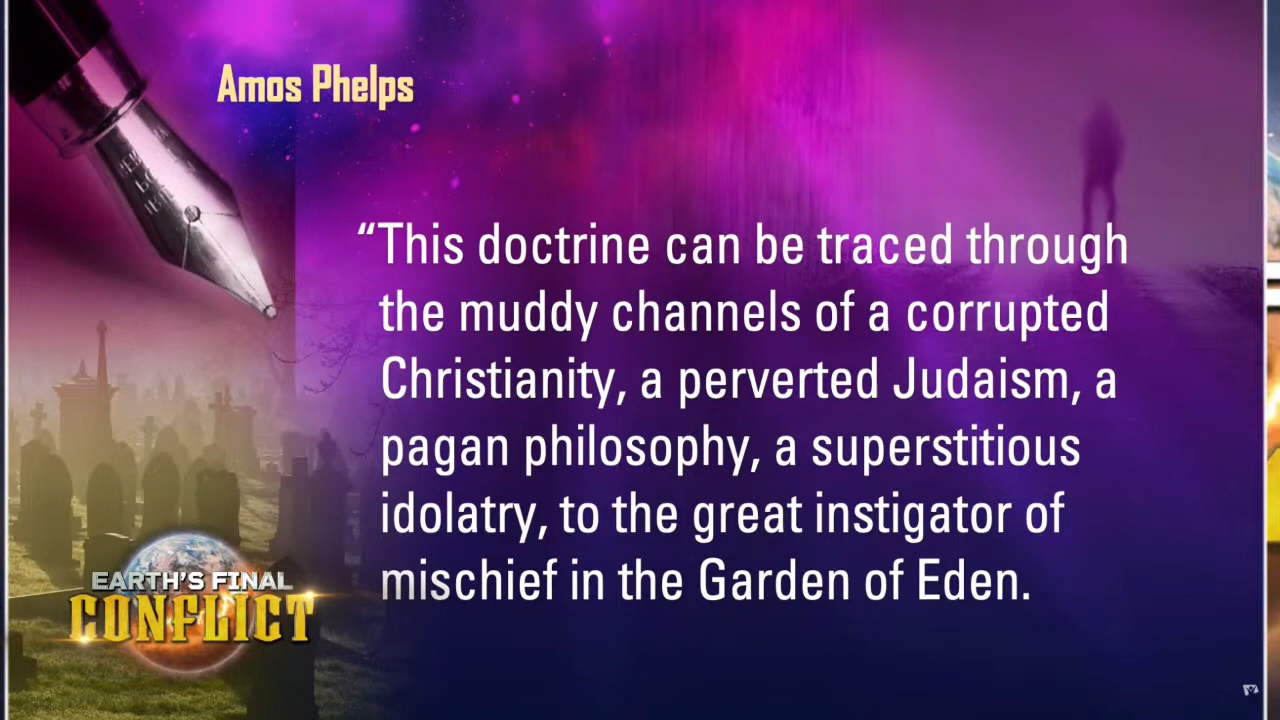 Amos Phelps
“This doctrine can be traced through
the muddy channels of a corrupted
Christianity, a perverted Judaism, a
pagan philosophy, a superstitious
idolatry, to the great instigator of
mischief in the Garden of Eden.
EARTH'S FINAL
CONFLICT